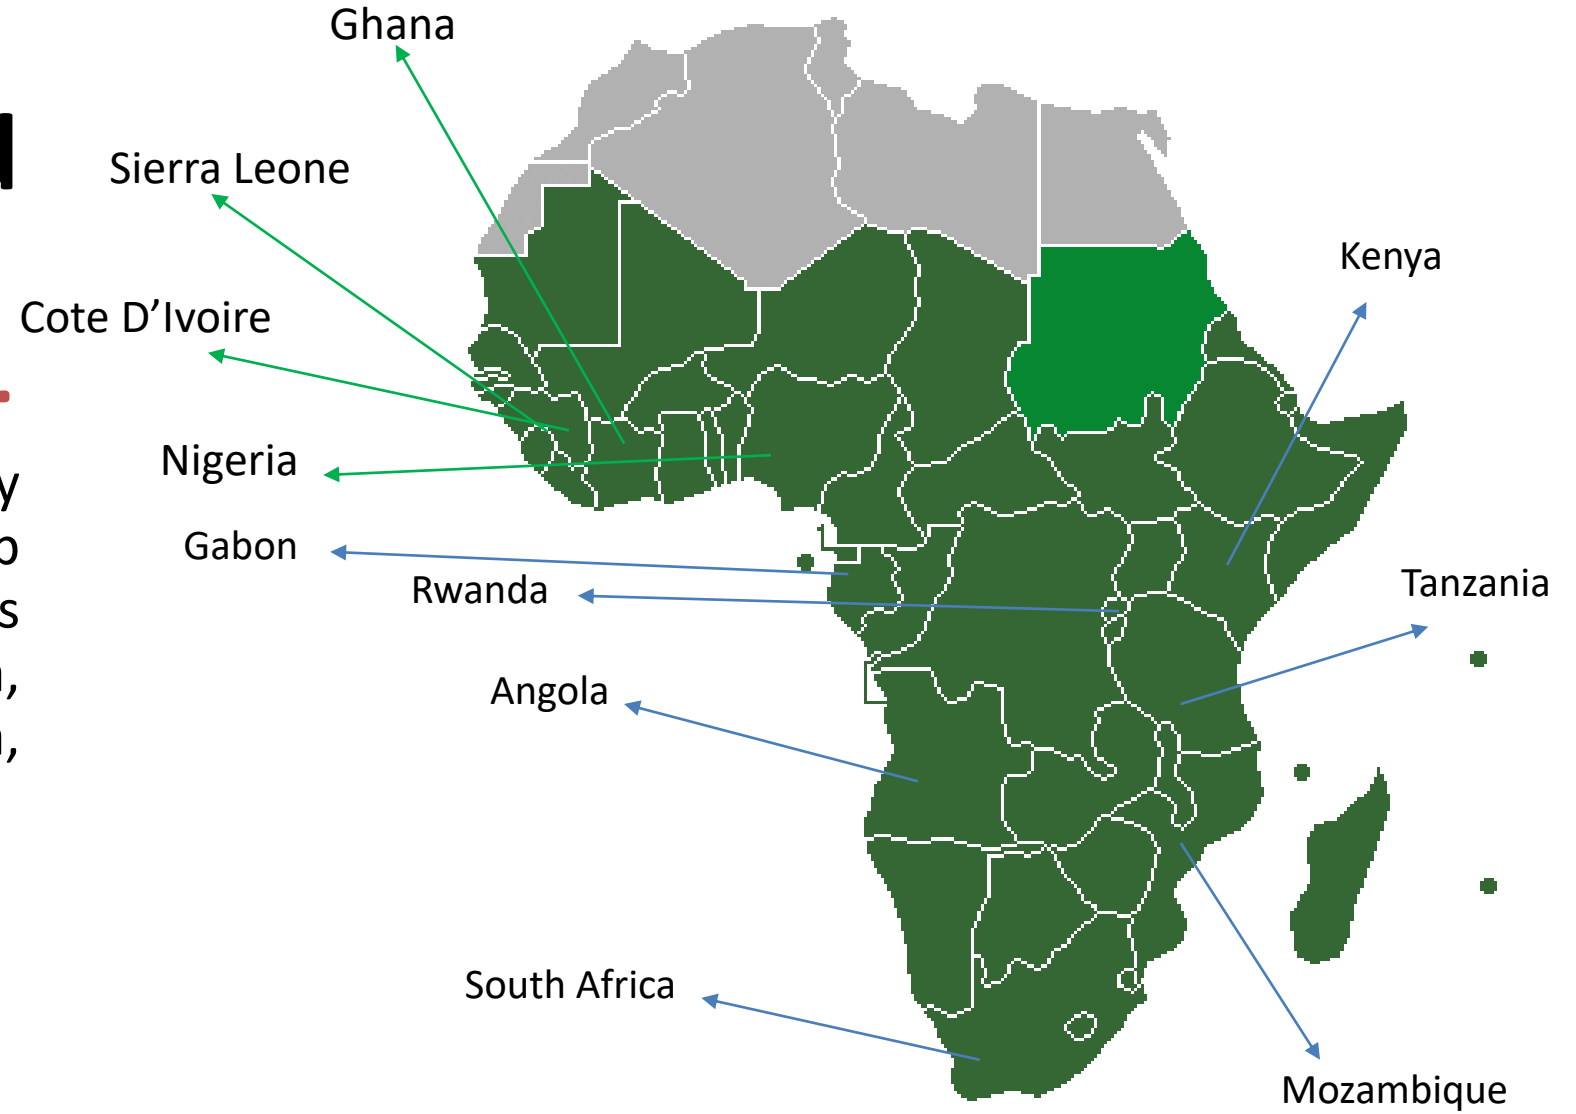 Ghana
Sierra Leone
Kenya
Cote D’Ivoire
Nigeria
Gabon
Rwanda
Tanzania
Angola
South Africa
Mozambique